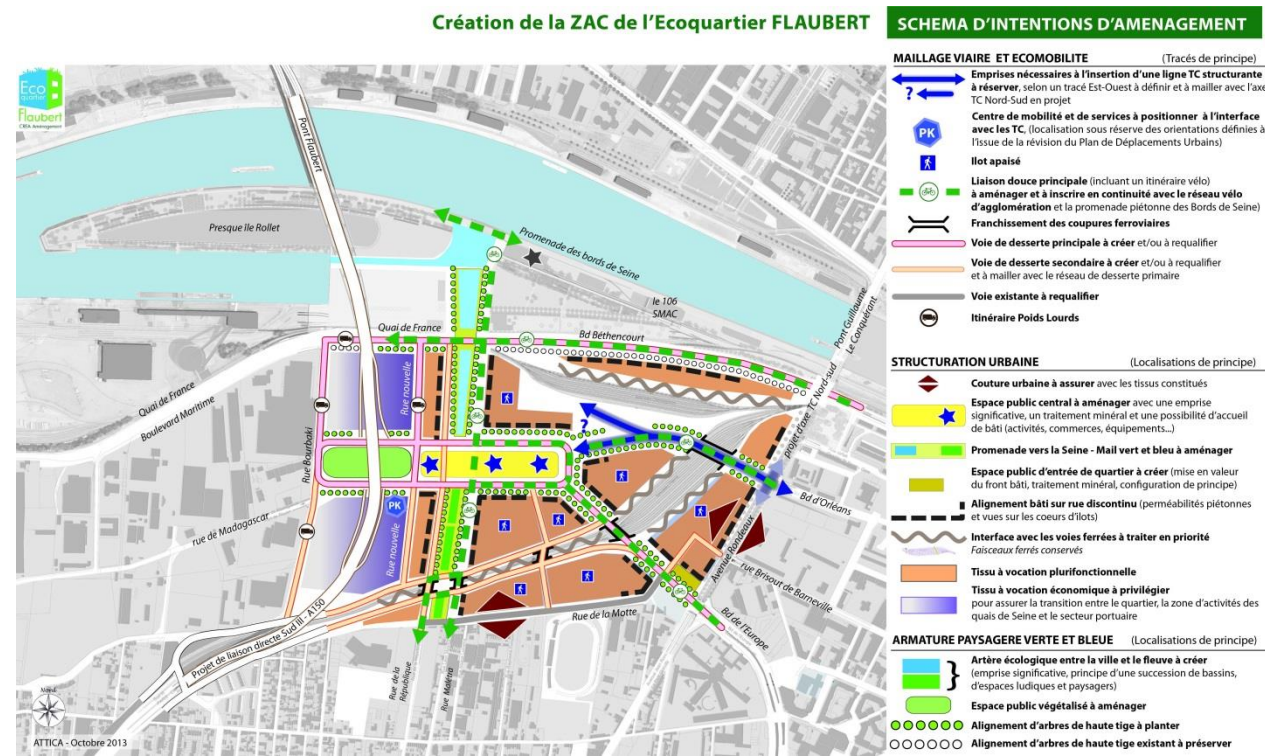 Création de la ZAC de l'Ecoquartier FLAUBERT
SCHEMA D'INTENTIONS D'AMENAGEMENT
Eco
quartier
Flaubert
CREA Aménagement
Pont Flaubert
Presque île Rollet
Promenade des bords de Seine
le 106
SMAC
Pont Guillaume
Le Conquérant
Quai de France
Bd Béthencourt
Quai de France
Boulevard Maritime
Rue nouvelle
Rue Bourbaki
?
projet d'axe TC Nord-sud
Bd d'Orléans
rue de Madagascar
PK
Rue nouvelle
Avenue Rondeaux
rue Brisout de Barneville
Rue de la Motte
Bd de l'Europe
Projet de liaison directe Sud III - A150
Rue de la
République
Rue Malétra
ATTICA - Octobre 2013
MAILLAGE VIAIRE ET ECOMOBILITE (Tracés de principe)
Emprises nécessaires à l'insertion d'une ligne TC structurante
à réserver, selon un tracé Est-Ouest à définir et à mailler avec l'axe
? TC Nord-Sud en projet
Centre de mobilité et de services à positionner à l'interface
PK avec les TC, (localisation sous réserve des orientations définies à
l'issue de la révision du Plan de Déplacements Urbains)
Ilot apaisé
Liaison douce principale (incluant un itinéraire vélo)
à aménager et à inscrire en continuité avec le réseau vélo
d'agglomération et la promenade piétonne des Bords de Seine)
Franchissement des coupures ferroviaires
Voie de desserte principale à créer et/ou à requalifier
Voie de desserte secondaire à créer et/ou à requalifier
et à mailler avec le réseau de desserte primaire
Voie existante à requalifier
Itinéraire Poids Lourds
STRUCTURATION URBAINE (Localisations de principe)
Couture urbaine à assurer avec les tissus constitués
Espace public central à aménager avec une emprise
significative, un traitement minéral et une possibilité d'accueil
de bâti (activités, commerces, équipements...)
Promenade vers la Seine - Mail vert et bleu à aménager
Espace public d'entrée de quartier à créer (mise en valeur
du front bâti, traitement minéral, configuration de principe)
Alignement bâti sur rue discontinu (perméabilités piétonnes
et vues sur les coeurs d'îlots)
Interface avec les voies ferrées à traiter en priorité
Faisceaux ferrés conservés
Tissu à vocation plurifonctionelle
Tissu à vocation économique à privilégier
pour assurer la transition entre le quartier, la zone d'activités des
quais de Seine et le secteur portuaire
ARMATURE PAYSAGERE VERTE ET BLEUE (Localisations de principe)
Artère écologique entre la ville et le fleuve à créer
(emprise significative, principe d'une succession de bassins,
d'espaces ludiques et paysagers)
Espace public végétalisé à aménager
Alignement d'arbres de haute tige à planter
Alignement d'arbres de haute tige existant à préserver